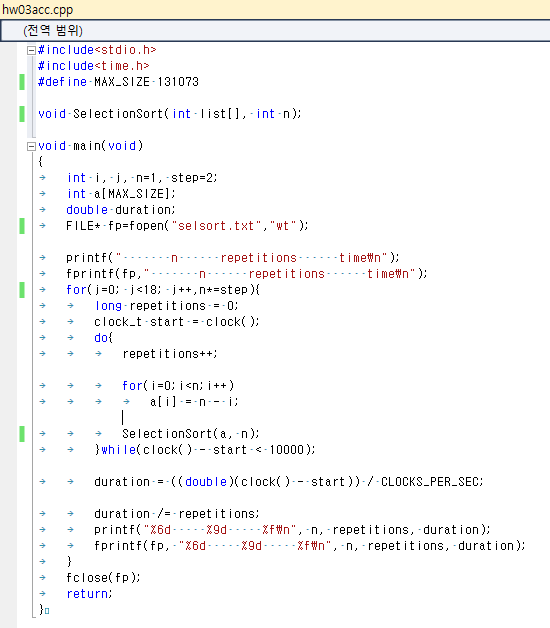 hw03acc.cpp
(전역 범위)
#include<stdio.h>
#include<time.h>
#define MAX_SIZE 131073
void SelectionSort(int list[], int n);
void main(void)
{
int i, j, n=1, step=2;
int a[MAX_SIZE];
double duration;
FILE* fp=fopen("selsort.txt","wt");
printf("       n      repetitions      time₩n");
fprintf(fp,"       n      repetitions      time₩n");
for(j=0; j<18; j++,n*=step){
long repetitions = 0;
clock_t start = clock();
do{
repetitions++;
for(i=0;i<n;i++)
a[i] = n - i;
SelectionSort(a, n);
}while(clock() - start < 10000);
duration = ((double)(clock() - start)) / CLOCKS_PER_SEC;
duration /= repetitions;
printf("%6d     %9d     %f₩n", n, repetitions, duration);
fprintf(fp, "%6d     %9d     %f₩n", n, repetitions, duration);
}
fclose(fp);
return;
}